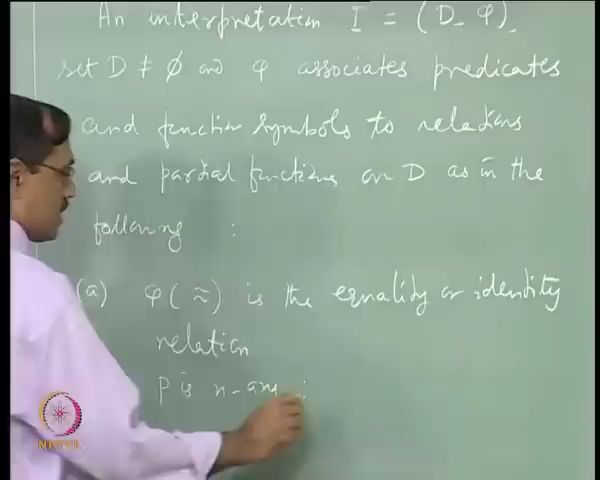 An interpretation I = (D, φ),
set D ≠ ∅ and φ associates predicates
and function symbols to relations
and partial functions on D as in the
following :
(a) φ(≈) is the equality or identity
relation
P is n-ary :
NPTEL